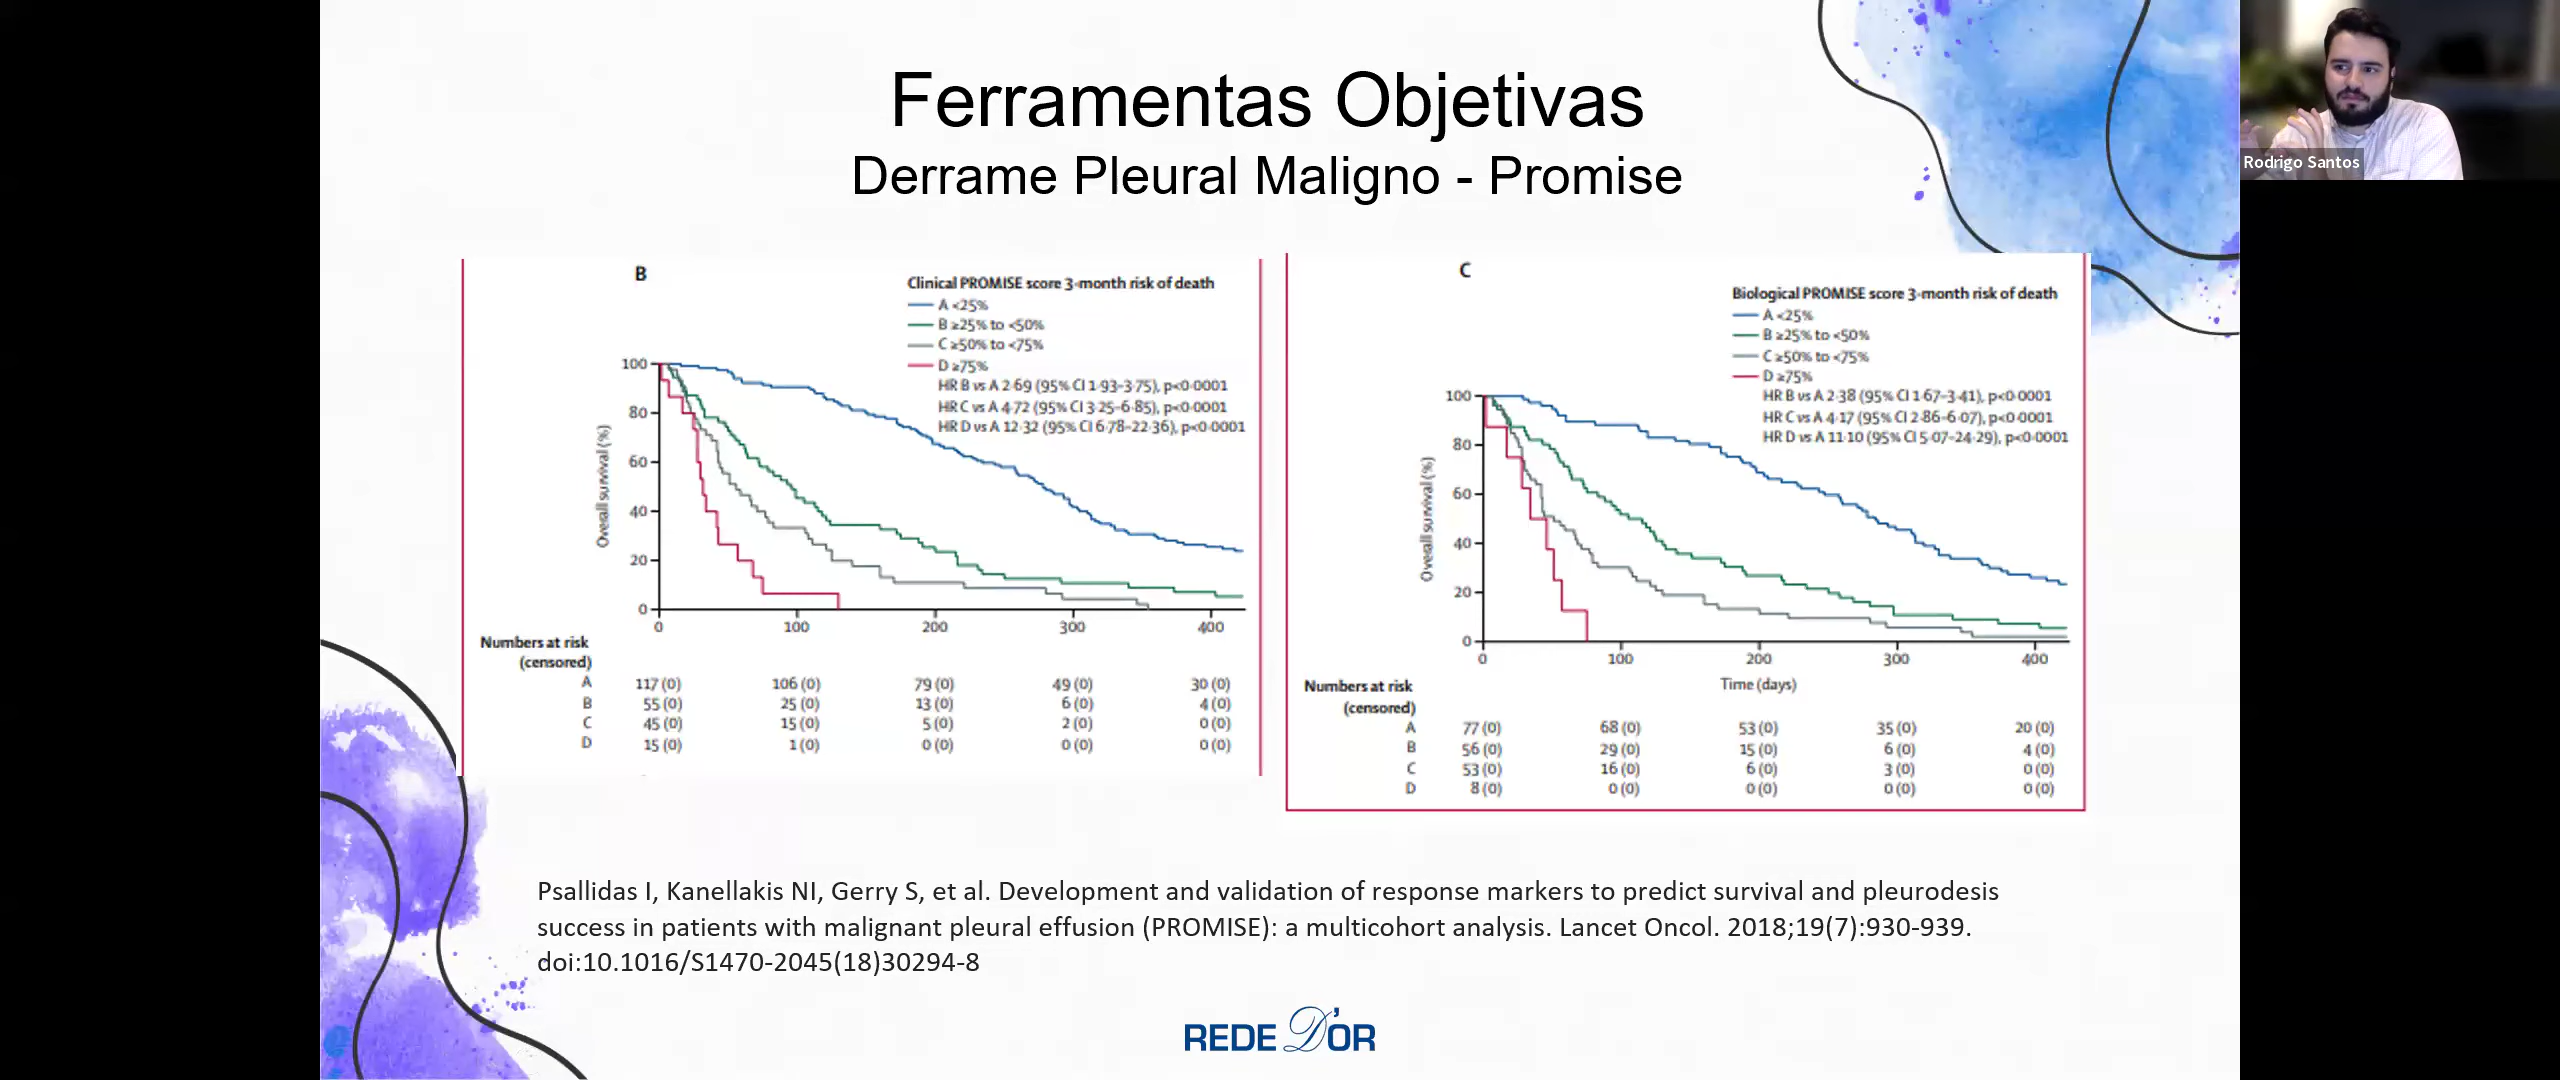 Ferramentas Objetivas
Derrame Pleural Maligno - Promise
Rodrigo Santos
B
Clinical PROMISE score 3-month risk of death
A <25%
B ≥25% to <50%
C ≥50% to <75%
D ≥75%
HR B vs A 2·69 (95% CI 1·93–3·75), p<0·0001
HR C vs A 4·72 (95% CI 3·25–6·85), p<0·0001
HR D vs A 12·32 (95% CI 6·78–22·36), p<0·0001
Overall survival (%)
100
80
60
40
20
0
0 100 200 300 400
Numbers at risk
(censored)
A 117 (0) 106 (0) 79 (0) 49 (0) 30 (0)
B 55 (0) 25 (0) 13 (0) 6 (0) 4 (0)
C 45 (0) 15 (0) 5 (0) 2 (0) 0 (0)
D 15 (0) 1 (0) 0 (0) 0 (0) 0 (0)
C
Biological PROMISE score 3-month risk of death
A <25%
B ≥25% to <50%
C ≥50% to <75%
D ≥75%
HR B vs A 2·38 (95% CI 1·67–3·41), p<0·0001
HR C vs A 4·17 (95% CI 2·86–6·07), p<0·0001
HR D vs A 11·10 (95% CI 5·07–24·29), p<0·0001
Overall survival (%)
100
80
60
40
20
0
0 100 200 300 400
Time (days)
Numbers at risk
(censored)
A 77 (0) 68 (0) 53 (0) 35 (0) 20 (0)
B 56 (0) 29 (0) 15 (0) 6 (0) 4 (0)
C 53 (0) 16 (0) 6 (0) 3 (0) 0 (0)
D 8 (0) 0 (0) 0 (0) 0 (0) 0 (0)
Psallidas I, Kanellakis NI, Gerry S, et al. Development and validation of response markers to predict survival and pleurodesis
success in patients with malignant pleural effusion (PROMISE): a multicohort analysis. Lancet Oncol. 2018;19(7):930-939.
doi:10.1016/S1470-2045(18)30294-8
REDE D'OR